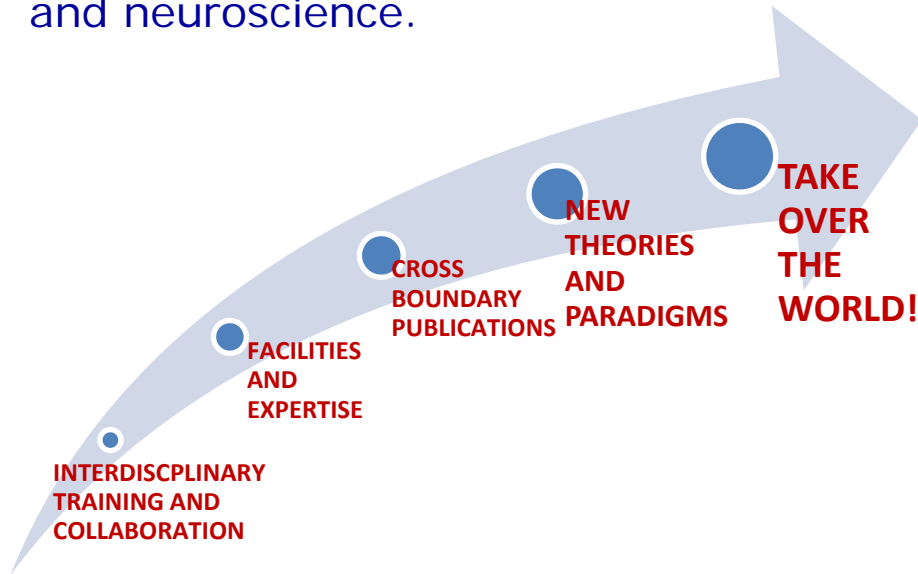 and neuroscience.
TAKE
OVER
THE
WORLD!
NEW
THEORIES
AND
PARADIGMS
CROSS
BOUNDARY
PUBLICATIONS
FACILITIES
AND
EXPERTISE
INTERDISCPLINARY
TRAINING AND
COLLABORATION